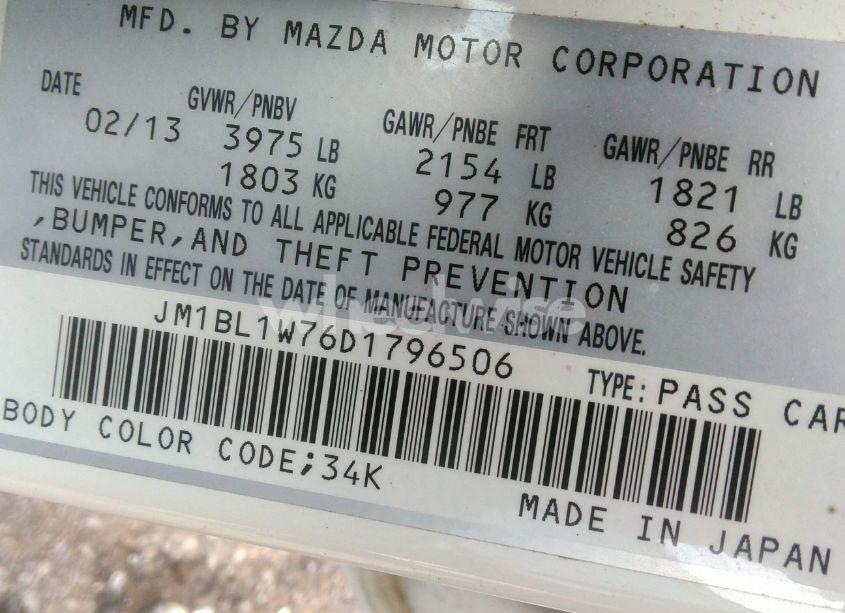 MFD. BY MAZDA MOTOR CORPORATION
DATE GVWR/PNBV GAWR/PNBE FRT GAWR/PNBE RR
02/13 3975 LB 2154 LB 1821 LB
1803 KG 977 KG 826 KG
THIS VEHICLE CONFORMS TO ALL APPLICABLE FEDERAL MOTOR VEHICLE SAFETY
,BUMPER,AND THEFT PREVENTION
STANDARDS IN EFFECT ON THE DATE OF MANUFACTURE SHOWN ABOVE.
wheelwise
JM1BL1W76D1796506 TYPE: PASS CAR
BODY COLOR CODE;34K
MADE IN JAPAN